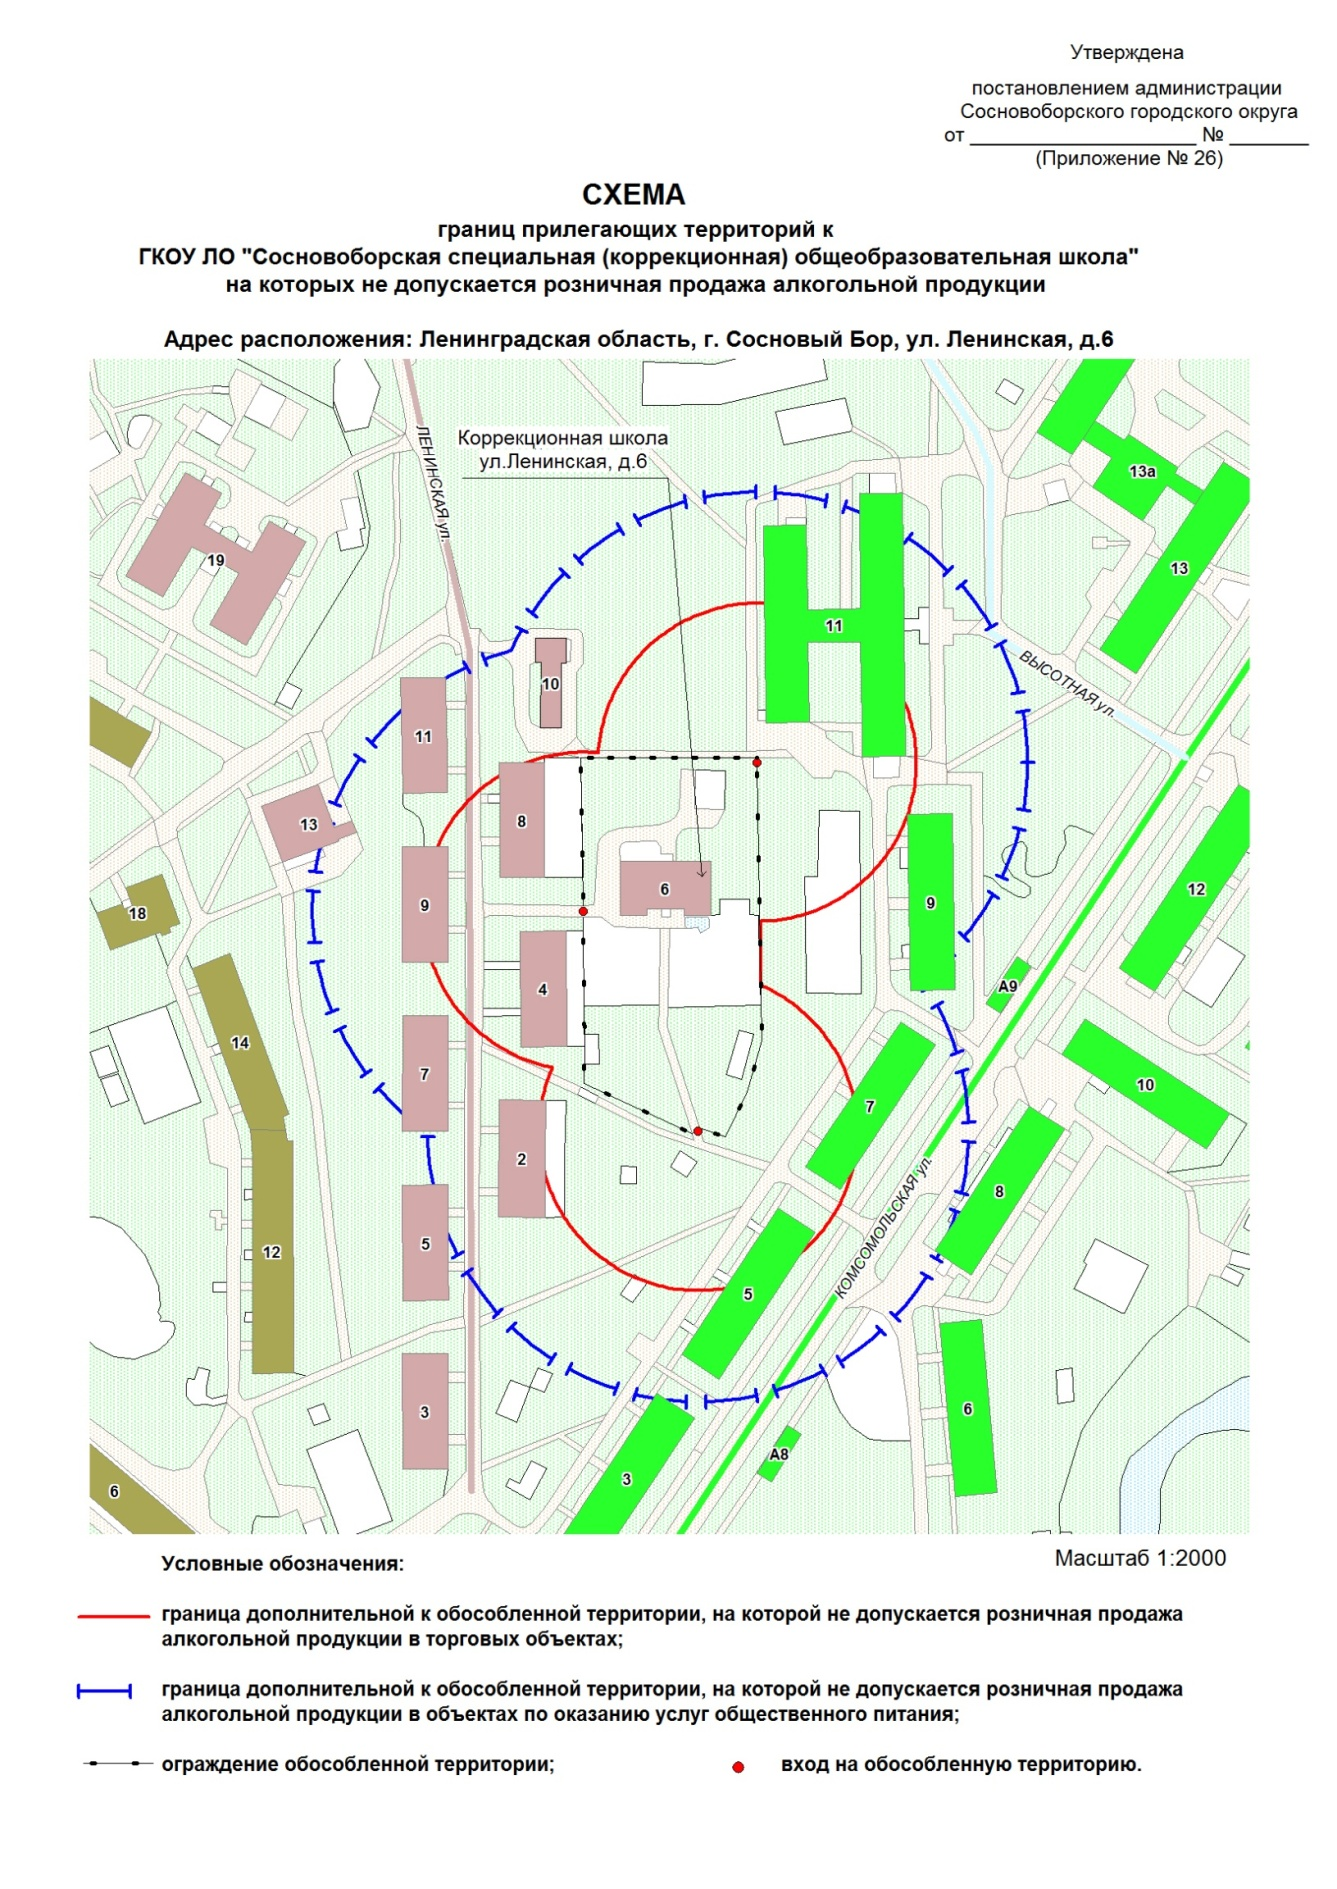 Утверждена
постановлением администрации
Сосновоборского городского округа
от ____________________ № _______
(Приложение № 26)
СХЕМА
границ прилегающих территорий к
ГКОУ ЛО "Сосновоборская специальная (коррекционная) общеобразовательная школа"
на которых не допускается розничная продажа алкогольной продукции
Адрес расположения: Ленинградская область, г. Сосновый Бор, ул. Ленинская, д.6
ЛЕНИНСКАЯ ул.
Коррекционная школа
ул.Ленинская, д.6
13а
19
13
11
ВЫСОТНАЯ ул.
10
11
13
8
6
12
18
9
9
4
А9
14
7
10
7
2
8
КОМСОМОЛЬСКАЯ ул.
5
12
5
3
6
А8
3
6
Условные обозначения:
Масштаб 1:2000
граница дополнительной к обособленной территории, на которой не допускается розничная продажа
алкогольной продукции в торговых объектах;
граница дополнительной к обособленной территории, на которой не допускается розничная продажа
алкогольной продукции в объектах по оказанию услуг общественного питания;
ограждение обособленной территории;
вход на обособленную территорию.